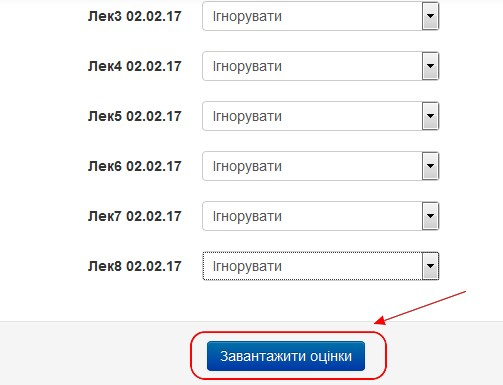 Лек3 02.02.17 Ігнорувати
Лек4 02.02.17 Ігнорувати
Лек5 02.02.17 Ігнорувати
Лек6 02.02.17 Ігнорувати
Лек7 02.02.17 Ігнорувати
Лек8 02.02.17 Ігнорувати
Завантажити оцінки